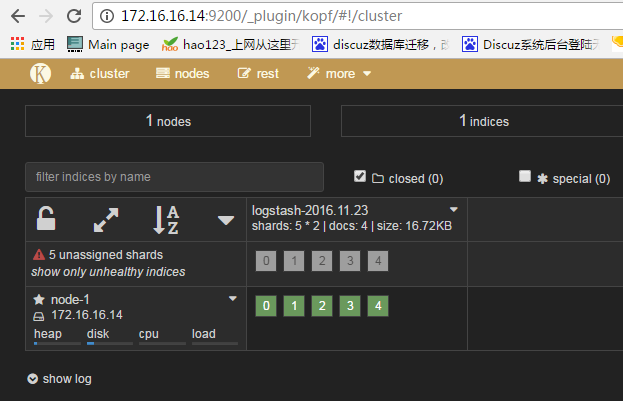 172.16.16.14:9200/_plugin/kopf/#!/cluster
应用 Main page hao hao123_上网从这里开 discuz数据库迁移，改 Discuz系统后台登陆无
K cluster nodes rest more
1 nodes 1 indices
filter indices by name closed (0) special (0)
A Z logstash-2016.11.23
shards: 5 * 2 | docs: 4 | size: 16.72KB
5 unassigned shards 0 1 2 3 4
show only unhealthy indices
node-1 0 1 2 3 4
172.16.16.14
heap disk cpu load
show log